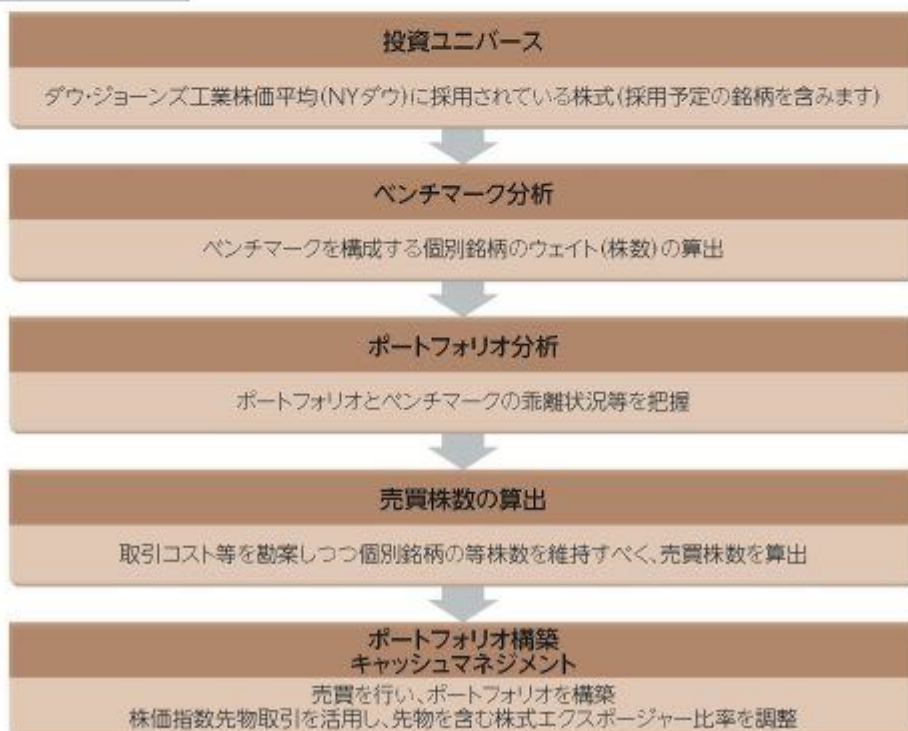 投資ユニバース
ダウ・ジョーンズ工業株価平均(NYダウ)に採用されている株式(採用予定の銘柄を含みます)
ベンチマーク分析
ベンチマークを構成する個別銘柄のウェイト(株数)の算出
ポートフォリオ分析
ポートフォリオとベンチマークの乖離状況等を把握
売買株数の算出
取引コスト等を勘案しつつ個別銘柄の等株数を維持すべく、売買株数を算出
ポートフォリオ構築
キャッシュマネジメント
売買を行い、ポートフォリオを構築
株価指数先物取引を活用し、先物を含む株式エクスポージャー比率を調整